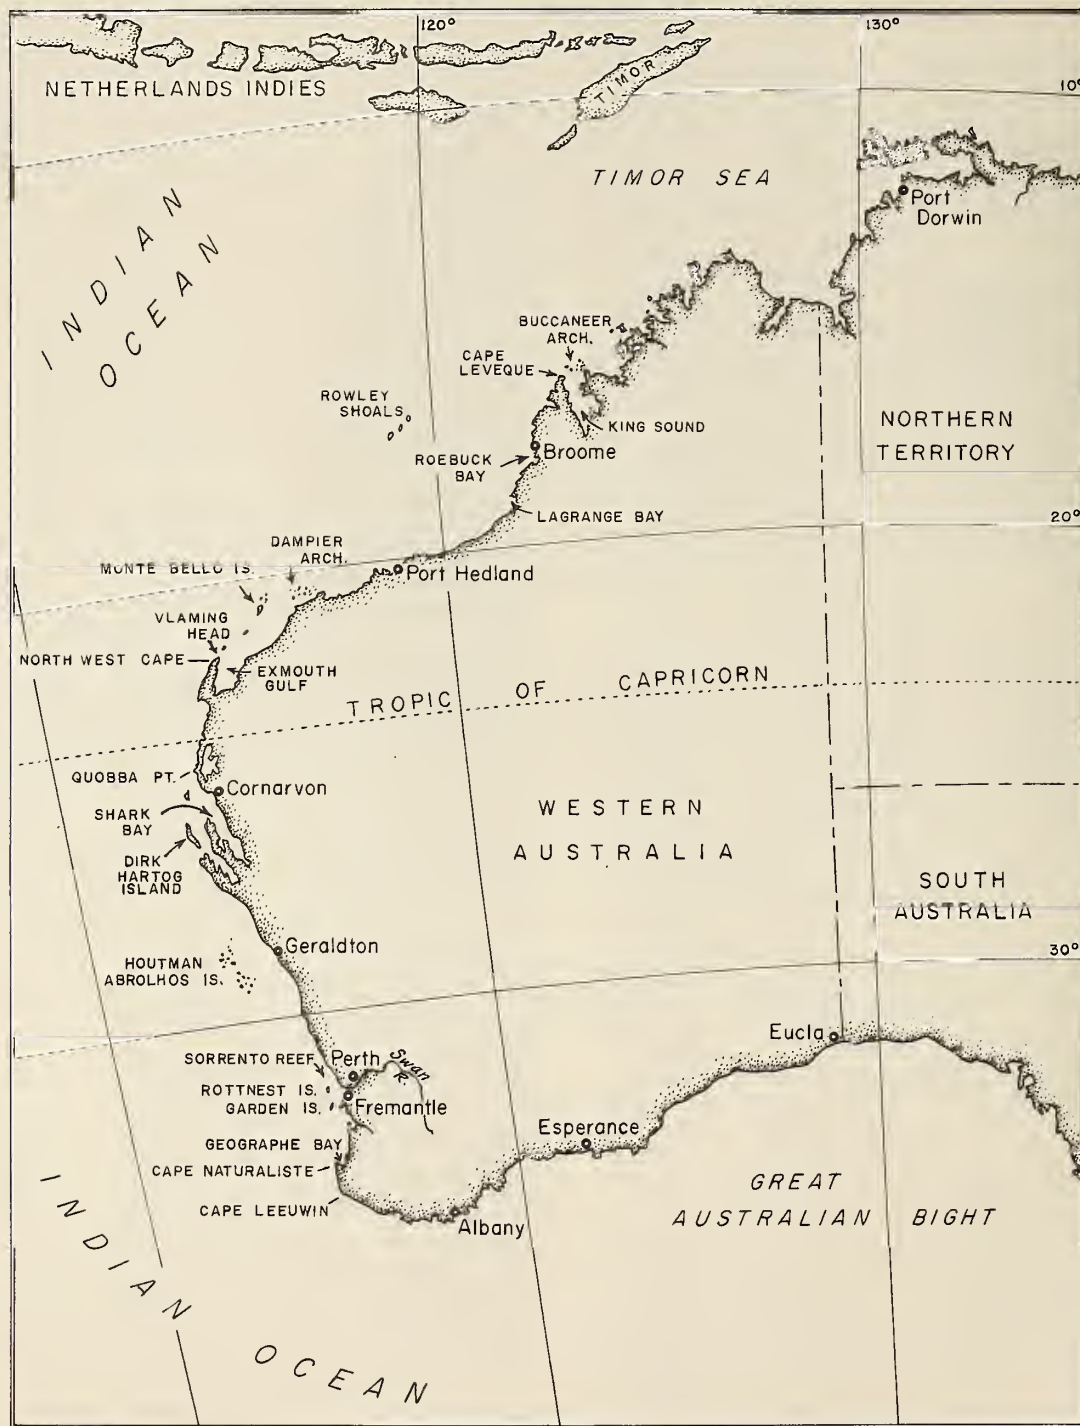 120°
130°
NETHERLANDS INDIES
TIMOR
10°
TIMOR SEA
INDIAN
OCEAN
Port
Dorwin
BUCCANEER
ARCH.
CAPE
LEVEQUE
ROWLEY
SHOALS
KING SOUND
NORTHERN
TERRITORY
Broome
ROEBUCK
BAY
LAGRANGE BAY
20°
DAMPIER
ARCH.
MONTE BELLO IS.
Port Hedland
VLAMING
HEAD
NORTH WEST CAPE
EXMOUTH
GULF
TROPIC OF CAPRICORN
QUOBBA PT.
Cornarvon
SHARK
BAY
WESTERN
AUSTRALIA
DIRK
HARTOG
ISLAND
SOUTH
AUSTRALIA
Geraldton
30°
HOUTMAN
ABROLHOS IS.
Eucla
SORRENTO REEF
Perth
Swan
R.
ROTTNEST IS.
GARDEN IS.
Fremantle
Esperance
GEOGRAPHE BAY
CAPE NATURALISTE
CAPE LEEUWIN
Albany
GREAT
AUSTRALIAN BIGHT
INDIAN
OCEAN